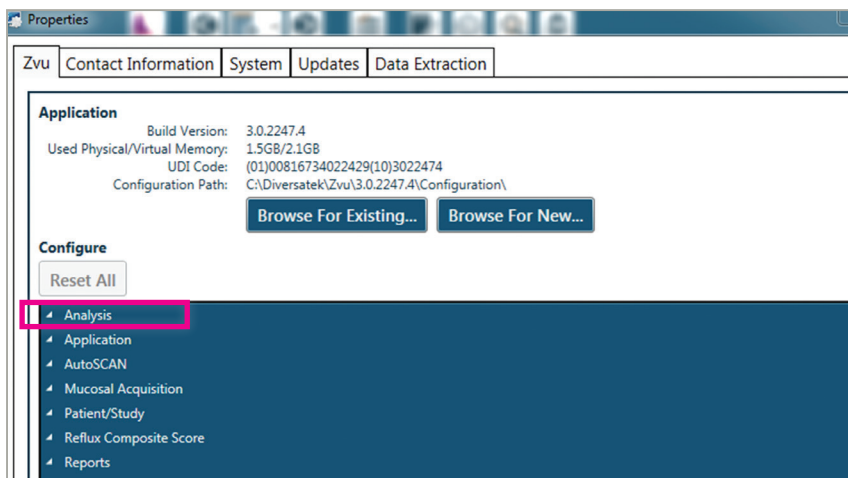 Properties
Zvu Contact Information System Updates Data Extraction
Application
Build Version: 3.0.2247.4
Used Physical/Virtual Memory: 1.5GB/2.1GB
UDI Code: (01)00816734022429(10)3022474
Configuration Path: C:\Diversatek\Zvu\3.0.2247.4\Configuration\
Browse For Existing... Browse For New...
Configure
Reset All
Analysis
Application
AutoSCAN
Mucosal Acquisition
Patient/Study
Reflux Composite Score
Reports